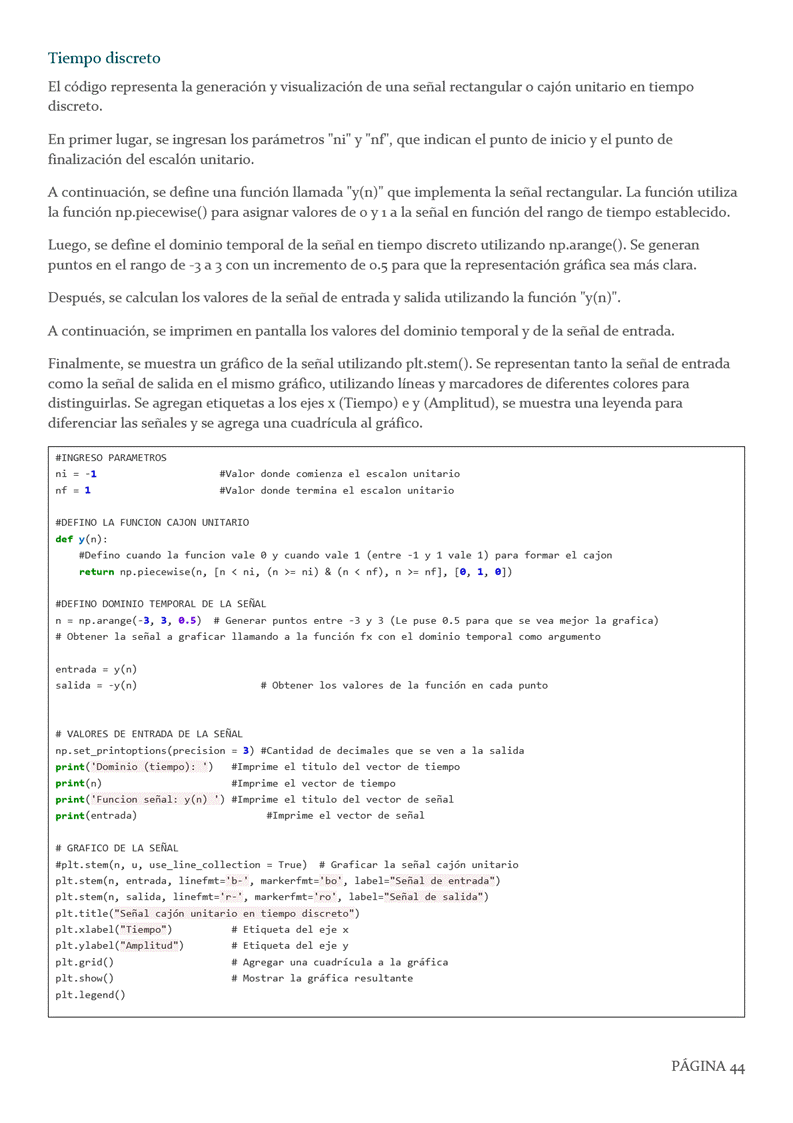 Tiempo discreto
El código representa la generación y visualización de una señal rectangular o cajón unitario en tiempo
discreto.
En primer lugar, se ingresan los parámetros "ni" y "nf", que indican el punto de inicio y el punto de
finalización del escalón unitario.
A continuación, se define una función llamada "y(n)" que implementa la señal rectangular. La función utiliza
la función np.piecewise() para asignar valores de 0 y 1 a la señal en función del rango de tiempo establecido.
Luego, se define el dominio temporal de la señal en tiempo discreto utilizando np.arange(). Se generan
puntos en el rango de -3 a 3 con un incremento de 0.5 para que la representación gráfica sea más clara.
Después, se calculan los valores de la señal de entrada y salida utilizando la función "y(n)".
A continuación, se imprimen en pantalla los valores del dominio temporal y de la señal de entrada.
Finalmente, se muestra un gráfico de la señal utilizando plt.stem(). Se representan tanto la señal de entrada
como la señal de salida en el mismo gráfico, utilizando líneas y marcadores de diferentes colores para
distinguirlas. Se agregan etiquetas a los ejes x (Tiempo) e y (Amplitud), se muestra una leyenda para
diferenciar las señales y se agrega una cuadrícula al gráfico.
#INGRESO PARAMETROS
ni = -1 #Valor donde comienza el escalon unitario
nf = 1 #Valor donde termina el escalon unitario
#DEFINO LA FUNCION CAJON UNITARIO
def y(n):
#Defino cuando la funcion vale 0 y cuando vale 1 (entre -1 y 1 vale 1) para formar el cajon
return np.piecewise(n, [n < ni, (n >= ni) & (n < nf), n >= nf], [0, 1, 0])
#DEFINO DOMINIO TEMPORAL DE LA SEÑAL
n = np.arange(-3, 3, 0.5) # Generar puntos entre -3 y 3 (Le puse 0.5 para que se vea mejor la grafica)
# Obtener la señal a graficar llamando a la función fx con el dominio temporal como argumento
entrada = y(n)
salida = -y(n) # Obtener los valores de la función en cada punto
# VALORES DE ENTRADA DE LA SEÑAL
np.set_printoptions(precision = 3) #Cantidad de decimales que se ven a la salida
print('Dominio (tiempo): ') #Imprime el titulo del vector de tiempo
print(n) #Imprime el vector de tiempo
print('Funcion señal: y(n) ') #Imprime el titulo del vector de señal
print(entrada) #Imprime el vector de señal
# GRAFICO DE LA SEÑAL
#plt.stem(n, u, use_line_collection = True) # Graficar la señal cajón unitario
plt.stem(n, entrada, linefmt='b-', markerfmt='bo', label="Señal de entrada")
plt.stem(n, salida, linefmt='r-', markerfmt='ro', label="Señal de salida")
plt.title("Señal cajón unitario en tiempo discreto")
plt.xlabel("Tiempo") # Etiqueta del eje x
plt.ylabel("Amplitud") # Etiqueta del eje y
plt.grid() # Agregar una cuadrícula a la gráfica
plt.show() # Mostrar la gráfica resultante
plt.legend()
PÁGINA 44